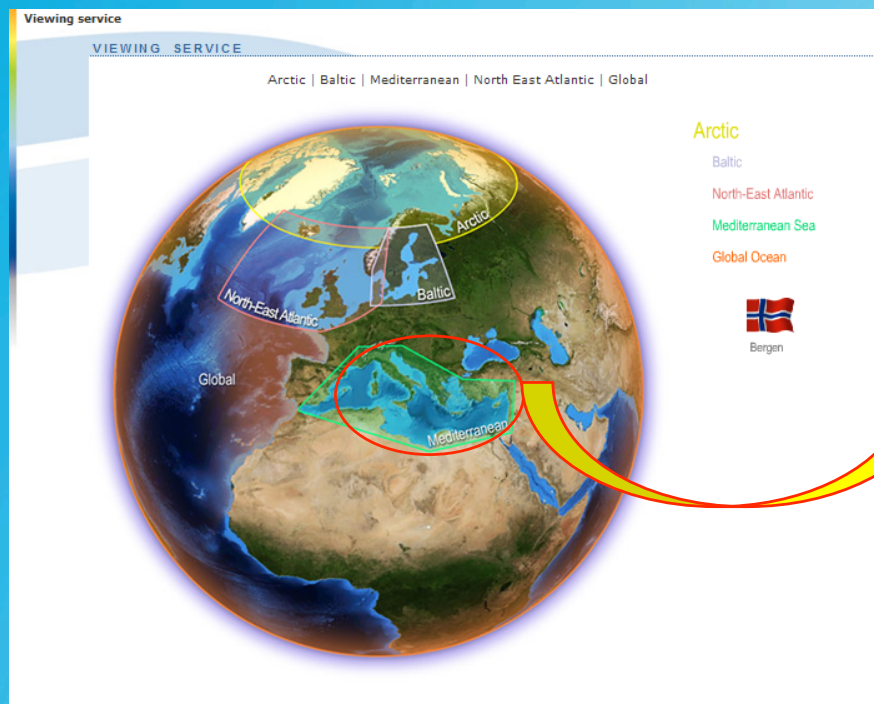 Viewing service
VIEWING SERVICE
Arctic | Baltic | Mediterranean | North East Atlantic | Global
Arctic
Baltic
North-East Atlantic
Mediterranean Sea
Global Ocean
Bergen
Arctic
Baltic
North-East Atlantic
Global
Mediterranean